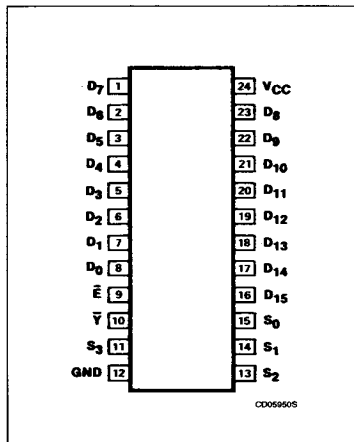 D7 1 24 VCC
D6 2 23 D8
D5 3 22 D9
D4 4 21 D10
D3 5 20 D11
D2 6 19 D12
D1 7 18 D13
D0 8 17 D14
E̅ 9 16 D15
Y̅ 10 15 S0
S3 11 14 S1
GND 12 13 S2
CD05950S